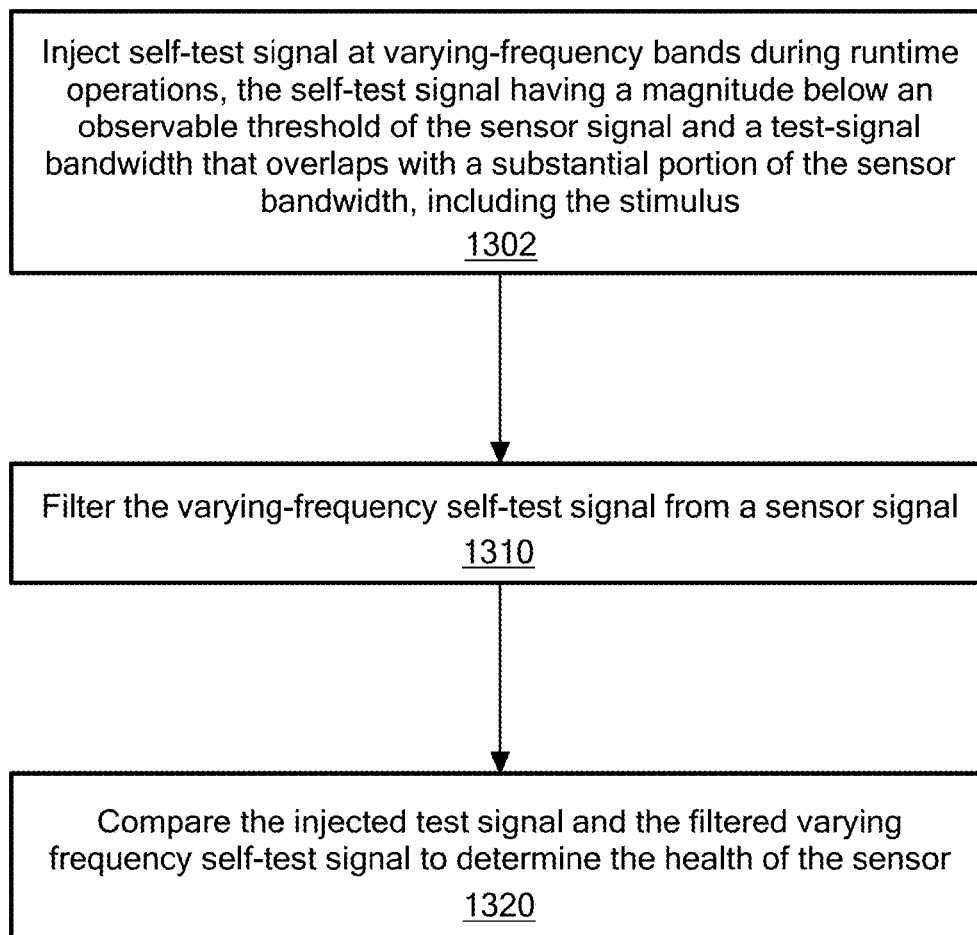 Inject self-test signal at varying-frequency bands during runtime
operations, the self-test signal having a magnitude below an
observable threshold of the sensor signal and a test-signal
bandwidth that overlaps with a substantial portion of the sensor
bandwidth, including the stimulus
1302
Filter the varying-frequency self-test signal from a sensor signal
1310
Compare the injected test signal and the filtered varying
frequency self-test signal to determine the health of the sensor
1320